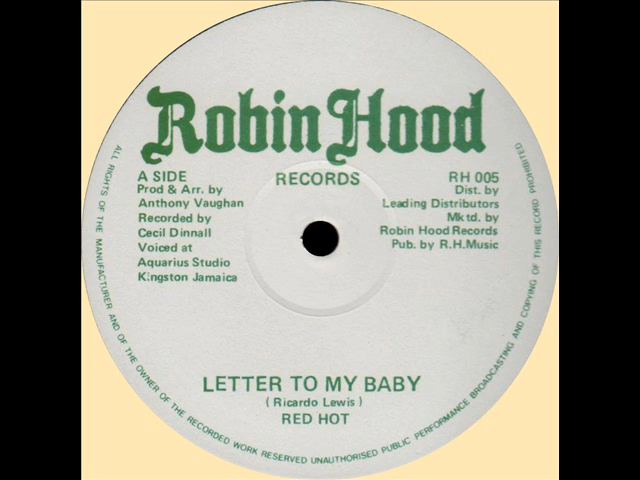 Robin Hood
RECORDS
A SIDE
Prod & Arr. by
Anthony Vaughan
Recorded by
Cecil Dinnall
Voiced at
Aquarius Studio
Kingston Jamaica
RH 005
Dist. by
Leading Distributors
Mktd. by
Robin Hood Records
Pub. by R.H.Music
LETTER TO MY BABY
( Ricardo Lewis )
RED HOT
ALL RIGHTS OF THE MANUFACTURER AND OF THE OWNER OF THE RECORDED WORK RESERVED UNAUTHORISED PUBLIC PERFORMANCE BROADCASTING AND COPYING OF THIS RECORD PROHIBITED